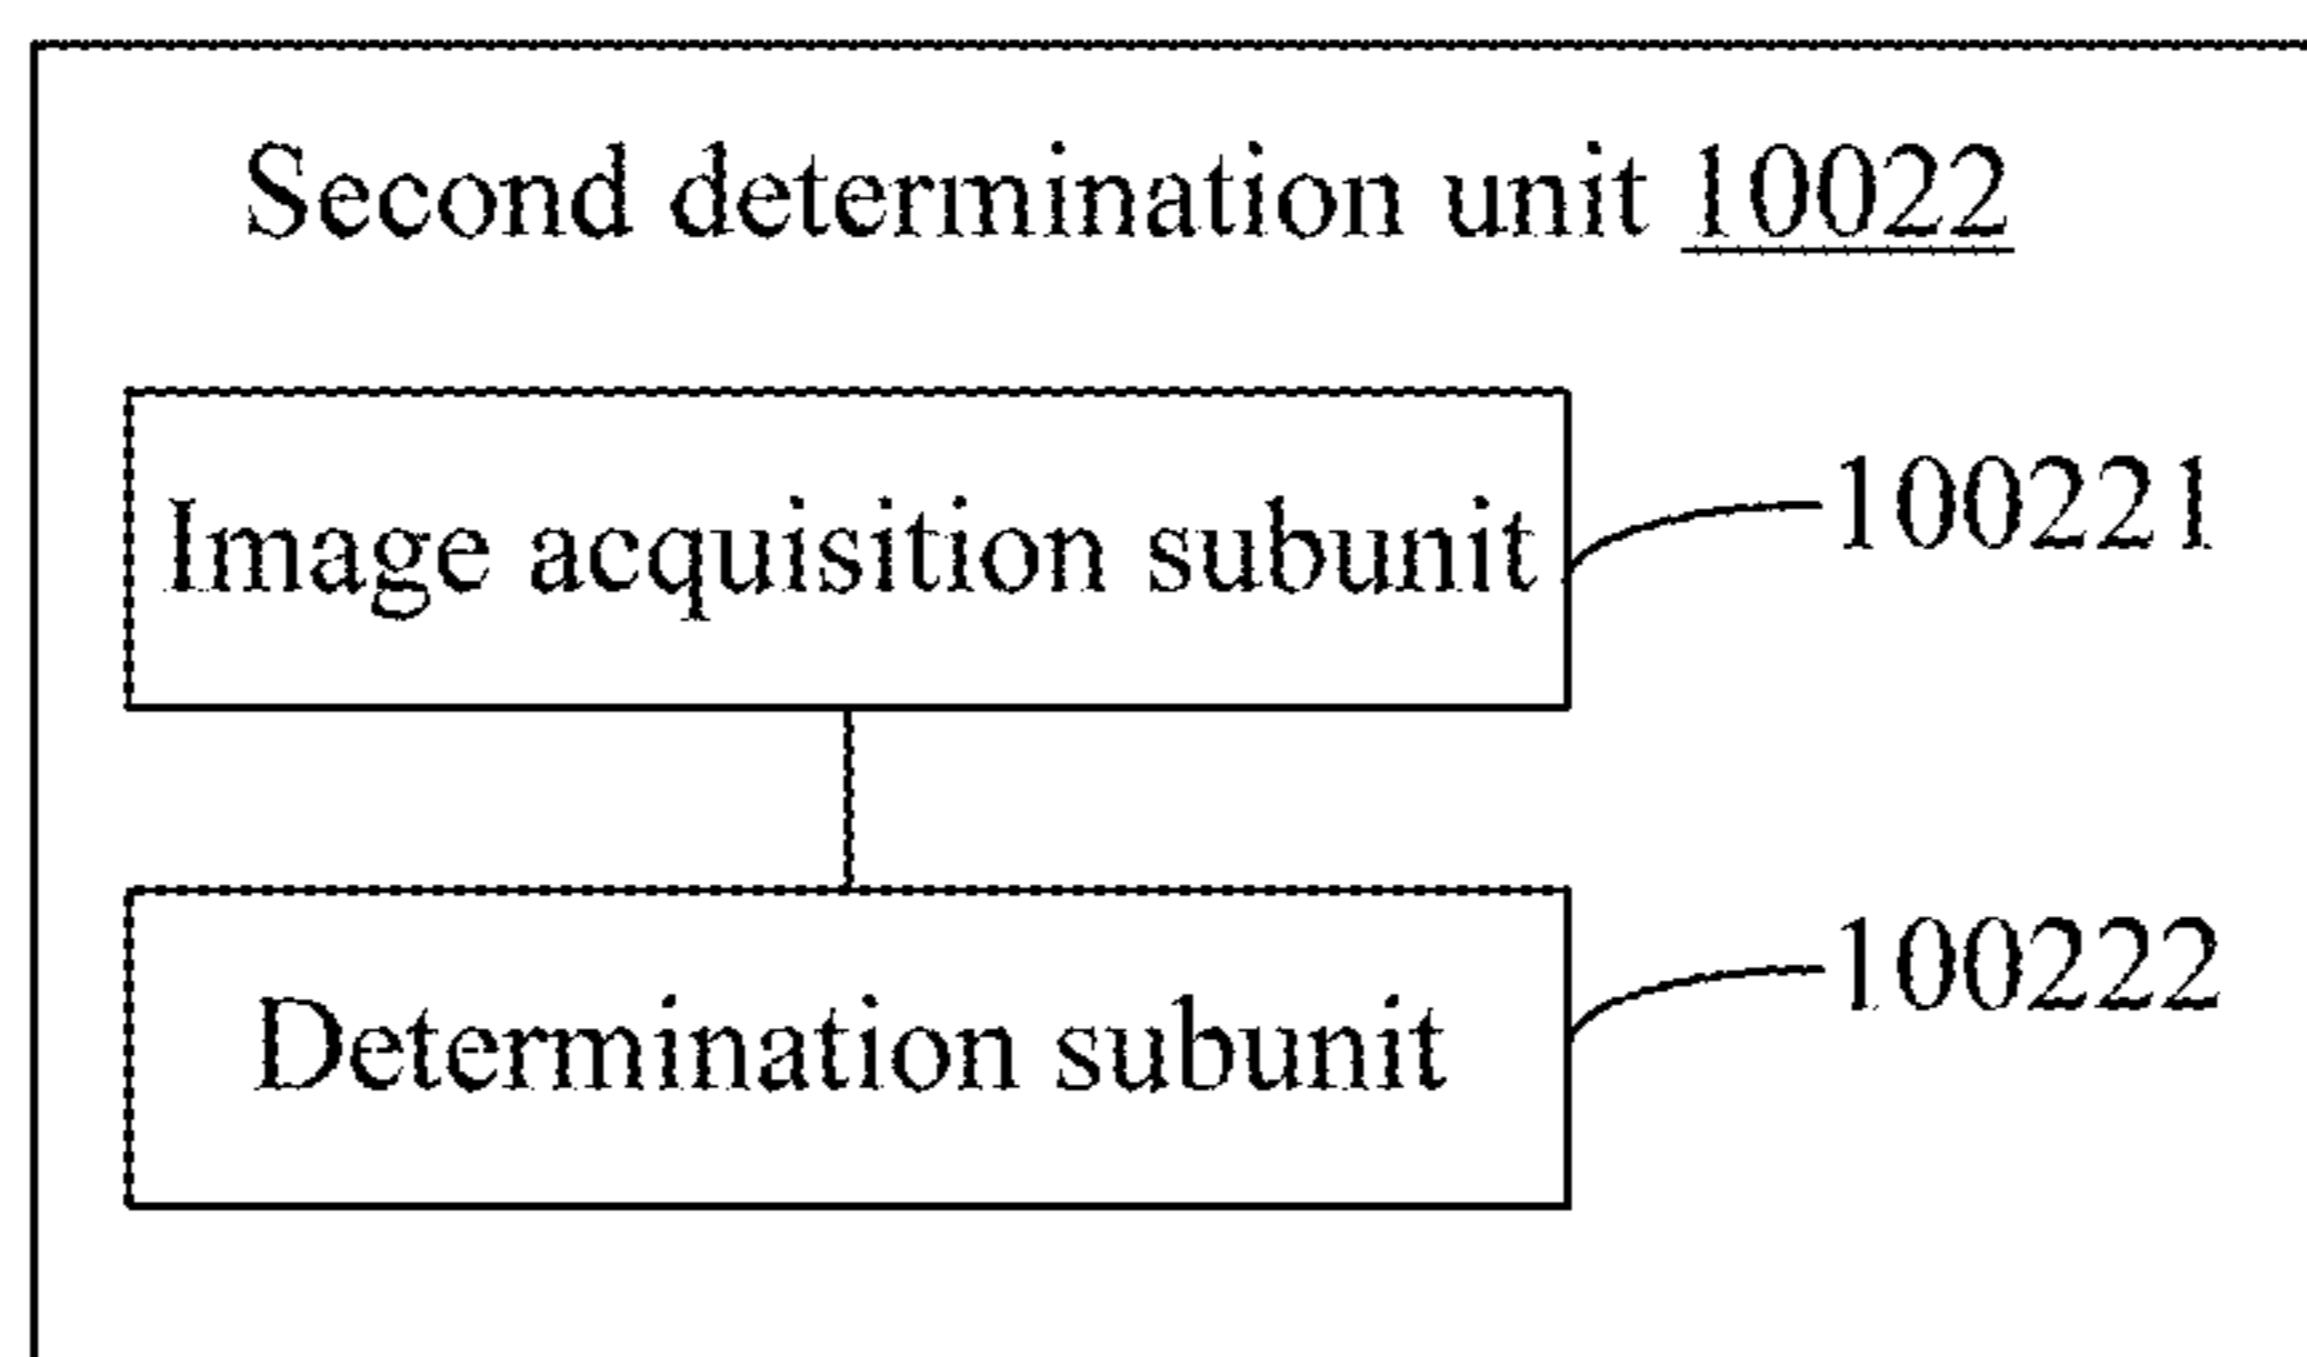 Second determination unit 10022
Image acquisition subunit
100221
Determination subunit
100222